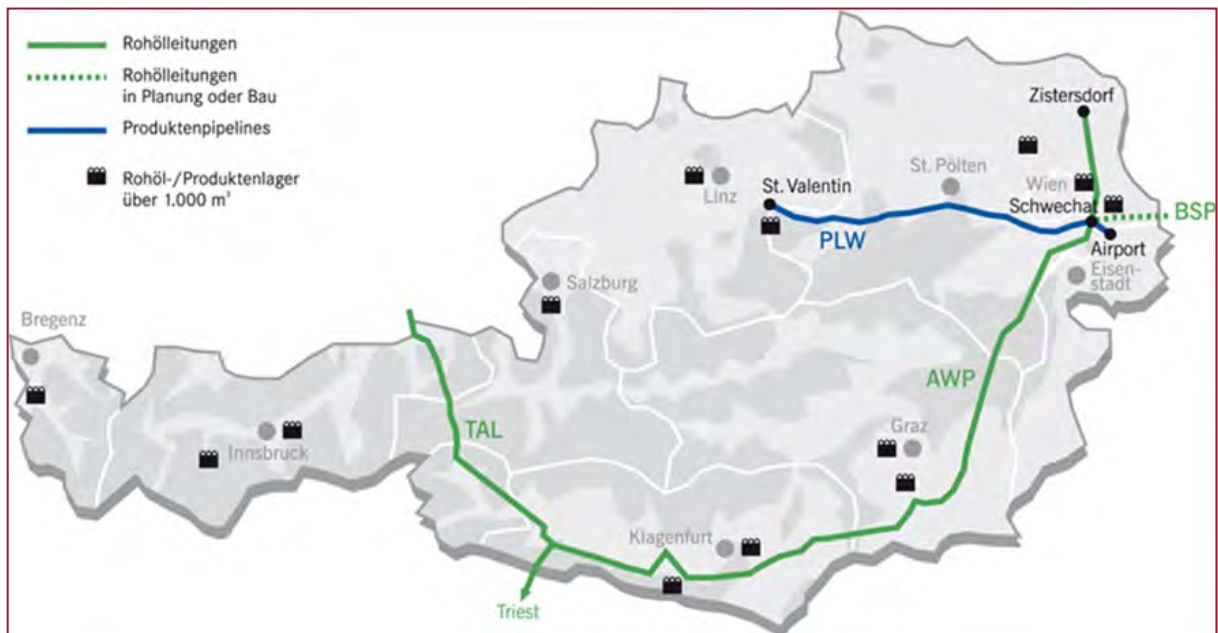 Rohölleitungen
Rohölleitungen
in Planung oder Bau
Produktenpipelines
Rohöl-/Produktenlager
über 1.000 m³
Zistersdorf
St. Pölten
Wien
Linz
St. Valentin
Schwechat
BSP
PLW
Airport
Eisen-
stadt
Salzburg
Bregenz
AWP
TAL
Graz
Innsbruck
Klagenfurt
Triest